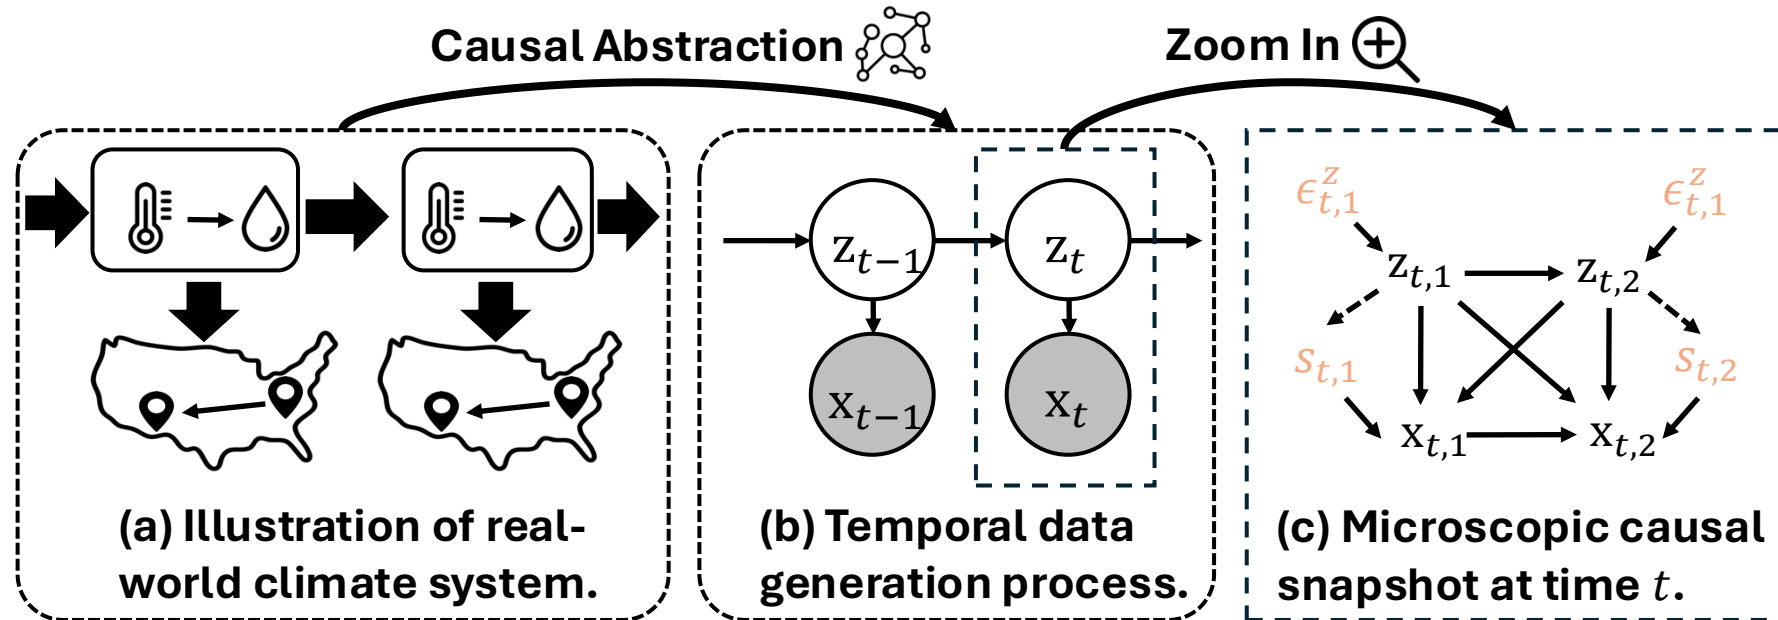 Causal Abstraction
Zoom In
z_{t-1}
z_t
x_{t-1}
x_t
ϵ^z_{t,1}
ϵ^z_{t,1}
z_{t,1}
z_{t,2}
s_{t,1}
s_{t,2}
x_{t,1}
x_{t,2}
(a) Illustration of real-
world climate system.
(b) Temporal data
generation process.
(c) Microscopic causal
snapshot at time t.